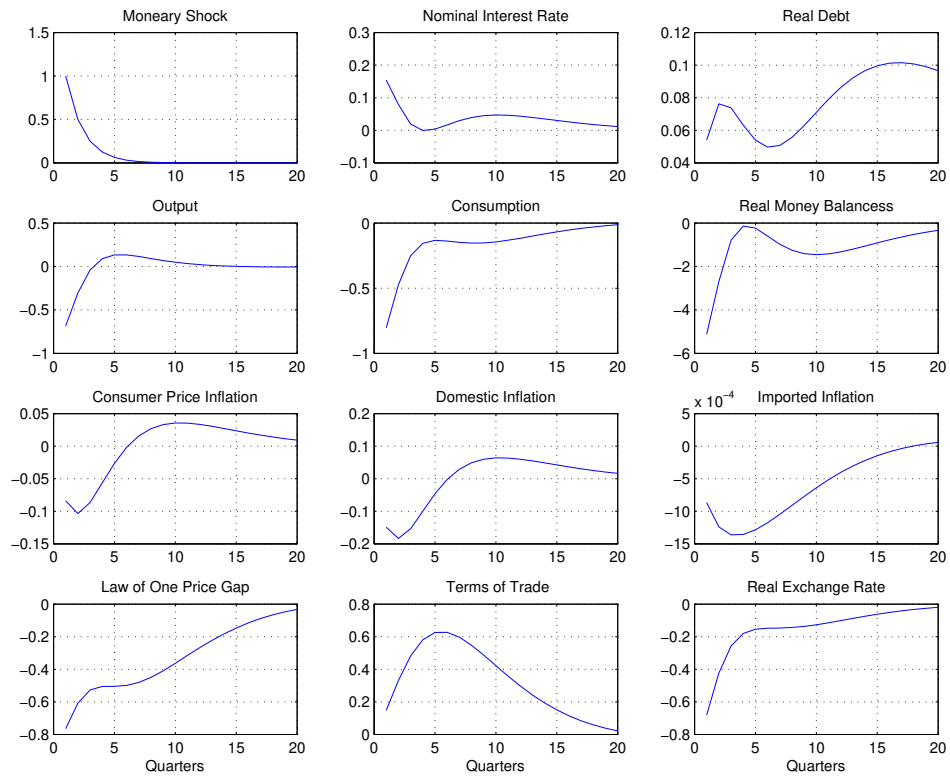 Moneary Shock
1.5
1
0.5
0
0 5 10 15 20
Nominal Interest Rate
0.3
0.2
0.1
0
−0.1
0 5 10 15 20
Real Debt
0.12
0.1
0.08
0.06
0.04
0 5 10 15 20
Output
0.5
0
−0.5
−1
0 5 10 15 20
Consumption
0
−0.5
−1
0 5 10 15 20
Real Money Balancess
0
−2
−4
−6
0 5 10 15 20
Consumer Price Inflation
0.05
0
−0.05
−0.1
−0.15
0 5 10 15 20
Domestic Inflation
0.2
0.1
0
−0.1
−0.2
0 5 10 15 20
Imported Inflation
x 10⁻⁴
5
0
−5
−10
−15
0 5 10 15 20
Law of One Price Gap
0
−0.2
−0.4
−0.6
−0.8
0 5 10 15 20
Quarters
Terms of Trade
0.8
0.6
0.4
0.2
0
0 5 10 15 20
Quarters
Real Exchange Rate
0
−0.2
−0.4
−0.6
−0.8
0 5 10 15 20
Quarters